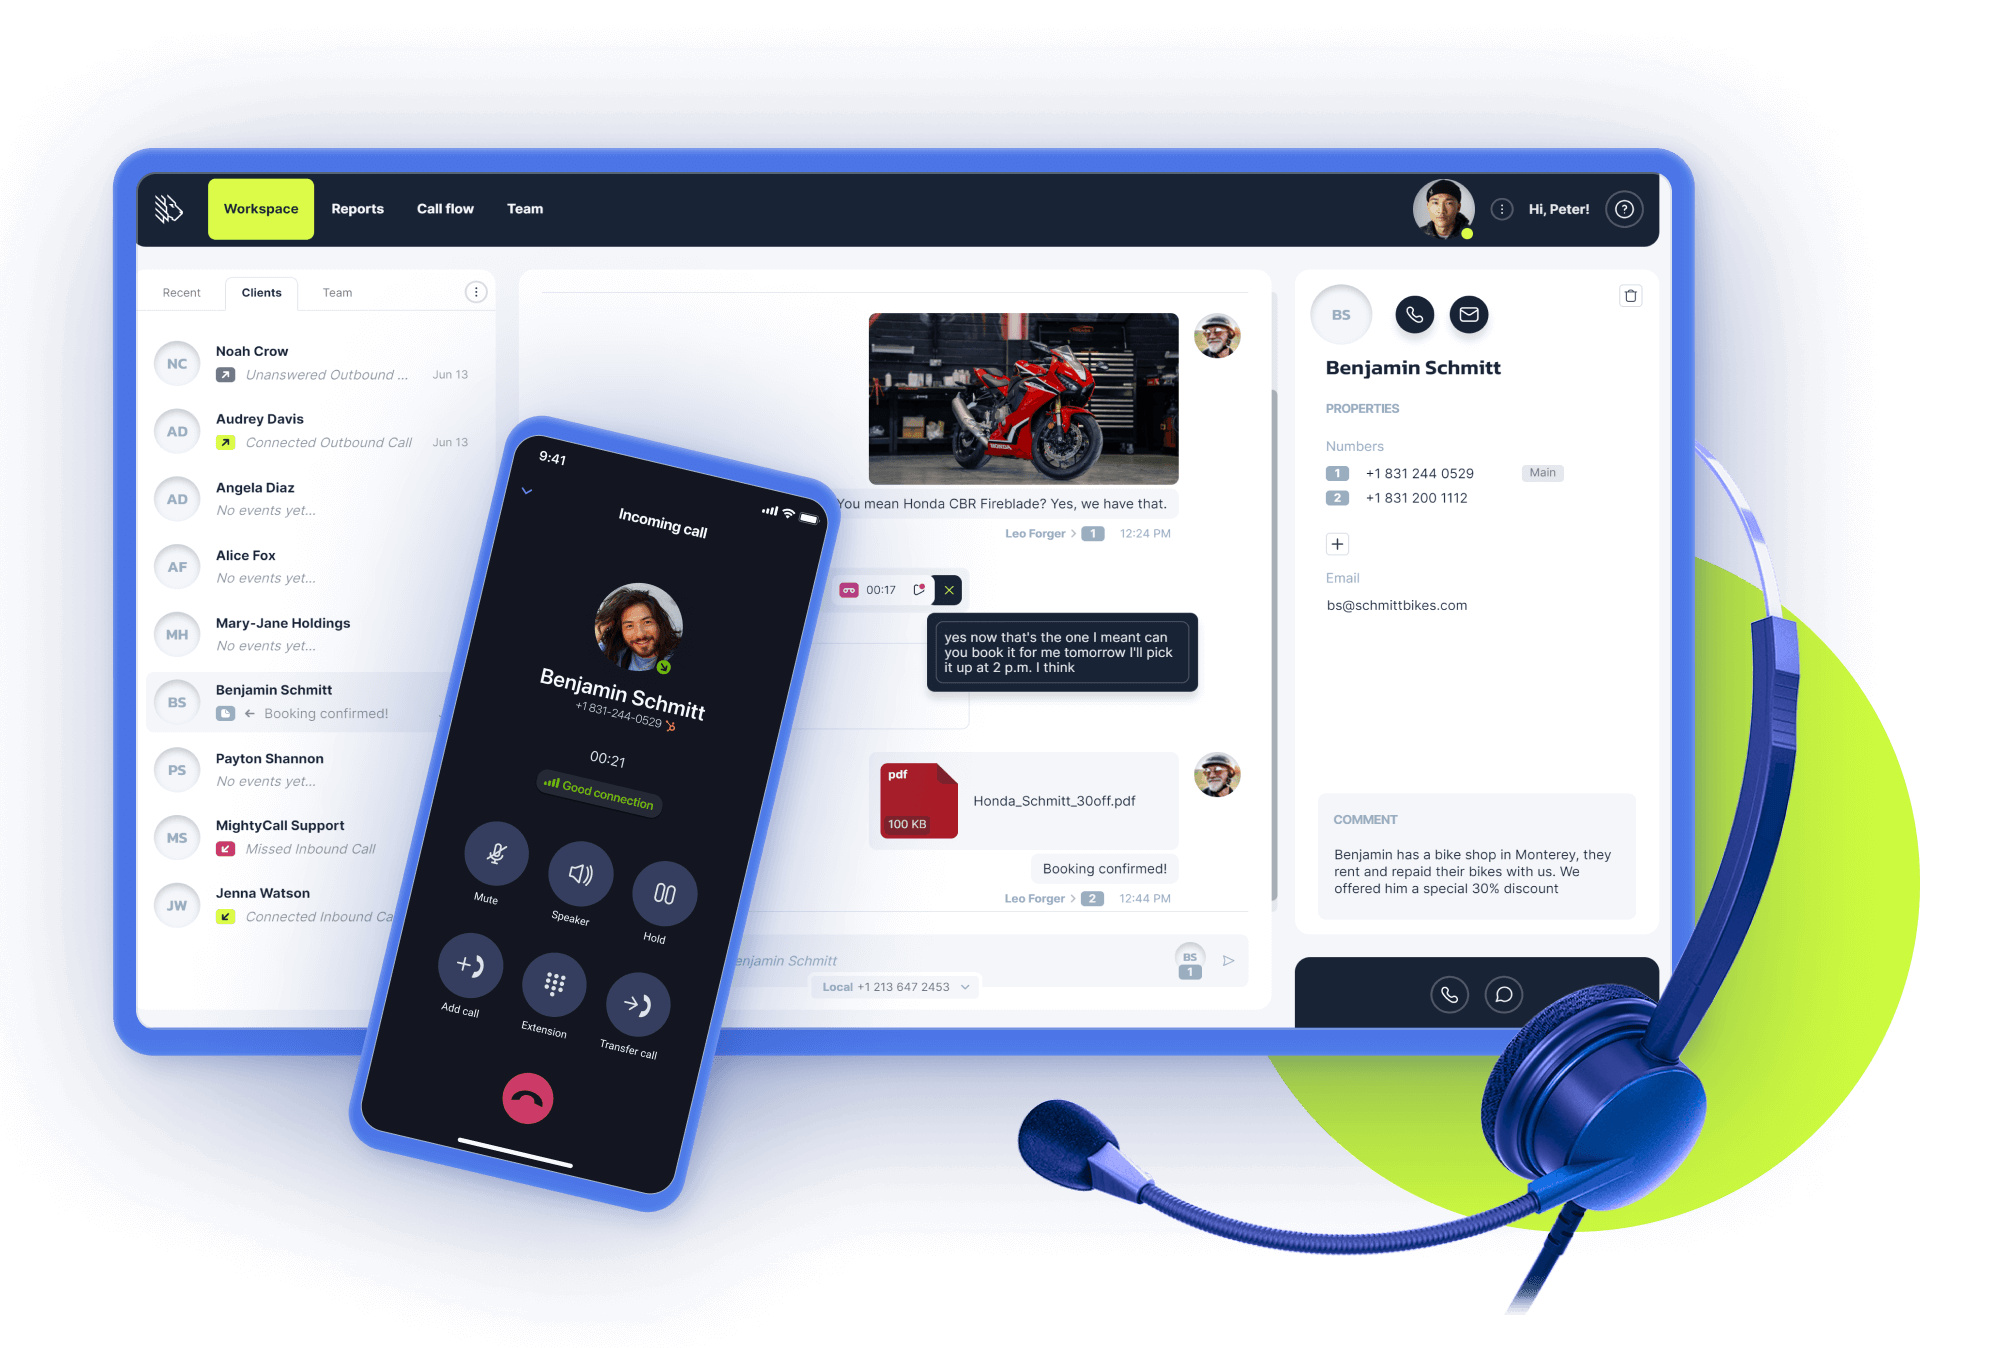 Workspace
Reports
Call flow
Team
Hi, Peter!
Recent
Clients
Team
NC
Noah Crow
Unanswered Outbound ...
Jun 13
AD
Audrey Davis
Connected Outbound Call
Jun 13
AD
Angela Diaz
No events yet...
AF
Alice Fox
No events yet...
MH
Mary-Jane Holdings
No events yet...
BS
Benjamin Schmitt
Booking confirmed!
PS
Payton Shannon
No events yet...
MS
MightyCall Support
Missed Inbound Call
JW
Jenna Watson
Connected Inbound Ca
9:41
Incoming call
Benjamin Schmitt
+1 831-244-0529
00:21
Good connection
Mute
Speaker
Hold
Add call
Extension
Transfer call
HONDA
You mean Honda CBR Fireblade? Yes, we have that.
Leo Forger > 1 12:24 PM
00:17
yes now that's the one I meant can
you book it for me tomorrow I'll pick
it up at 2 p.m. I think
pdf
100 KB
Honda_Schmitt_30off.pdf
Booking confirmed!
Leo Forger > 2 12:44 PM
enjamin Schmitt
BS
1
Local +1 213 647 2453
BS
Benjamin Schmitt
PROPERTIES
Numbers
1 +1 831 244 0529 Main
2 +1 831 200 1112
Email
bs@schmittbikes.com
COMMENT
Benjamin has a bike shop in Monterey, they
rent and repaid their bikes with us. We
offered him a special 30% discount